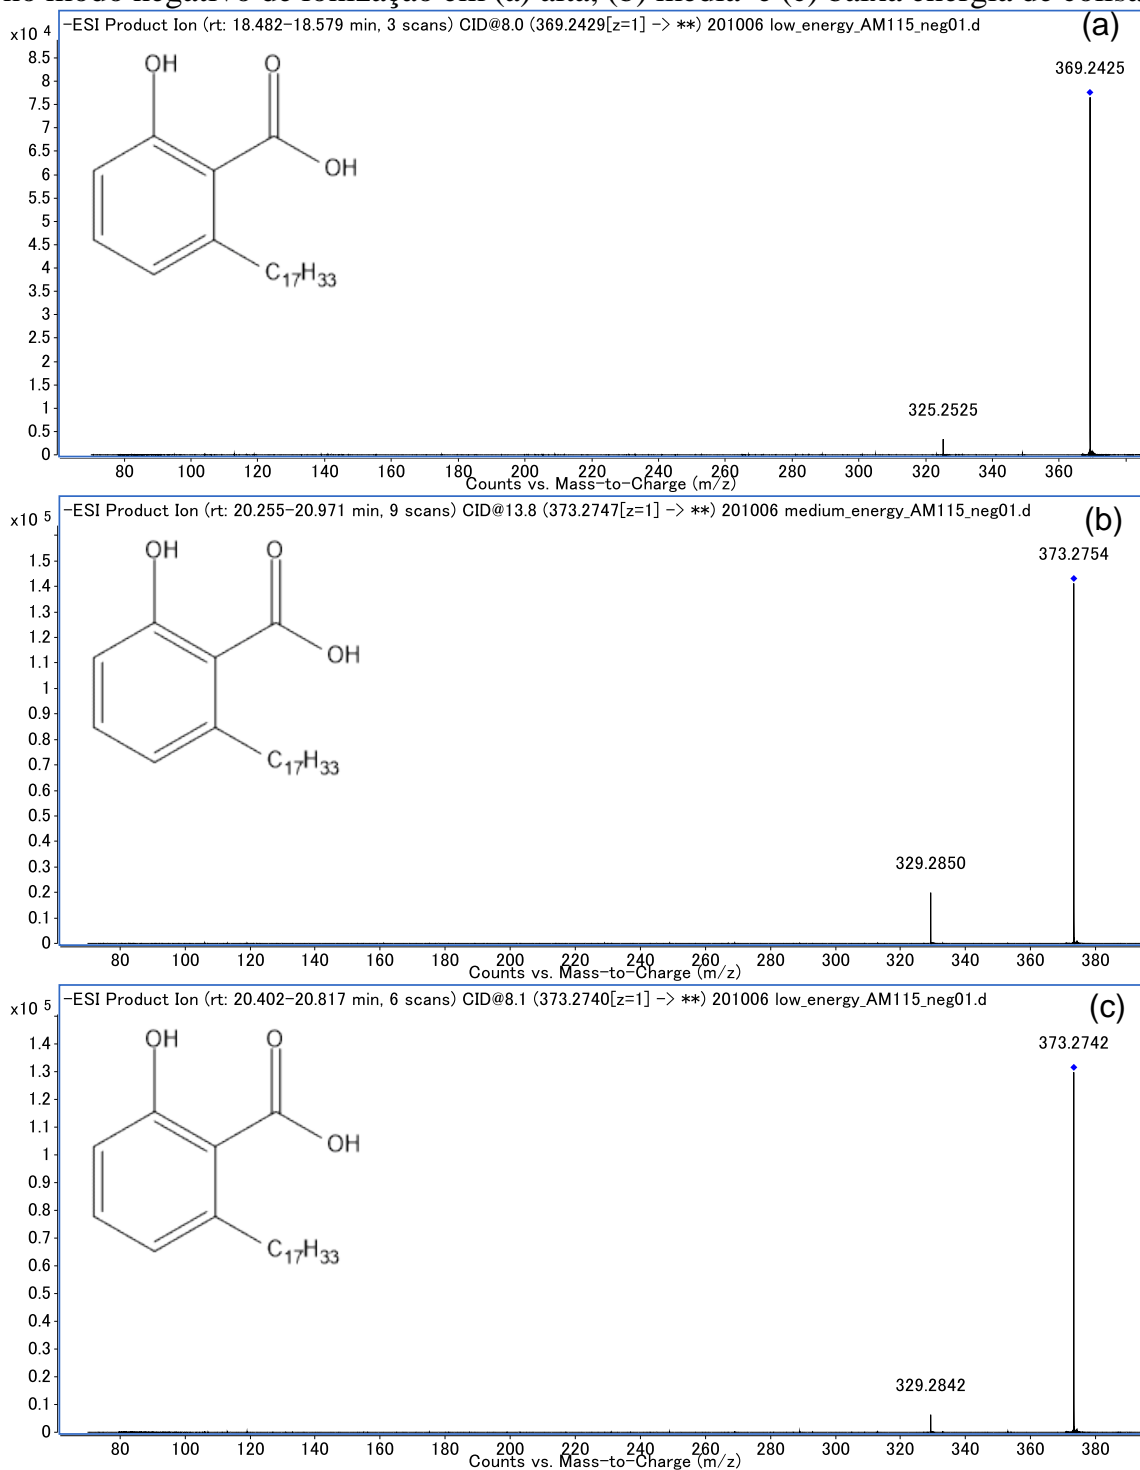 no modo negativo de ionização em (a) alta, (b) média e (c) baixa energia de colis
x10 4
-ESI Product Ion (rt: 18.482-18.579 min, 3 scans) CID@8.0 (369.2429[z=1] -> **) 201006 low_energy_AM115_neg01.d
(a)
8.5
8
7.5
7
6.5
6
5.5
5
4.5
4
3.5
3
2.5
2
1.5
1
0.5
0
OH
O
OH
C17H33
369.2425
325.2525
80 100 120 140 160 180 200 220 240 260 280 300 320 340 360
Counts vs. Mass-to-Charge (m/z)
x10 5
-ESI Product Ion (rt: 20.255-20.971 min, 9 scans) CID@13.8 (373.2747[z=1] -> **) 201006 medium_energy_AM115_neg01.d
(b)
1.5
1.4
1.3
1.2
1.1
1
0.9
0.8
0.7
0.6
0.5
0.4
0.3
0.2
0.1
0
OH
O
OH
C17H33
373.2754
329.2850
80 100 120 140 160 180 200 220 240 260 280 300 320 340 360 380
Counts vs. Mass-to-Charge (m/z)
x10 5
-ESI Product Ion (rt: 20.402-20.817 min, 6 scans) CID@8.1 (373.2740[z=1] -> **) 201006 low_energy_AM115_neg01.d
(c)
1.4
1.3
1.2
1.1
1
0.9
0.8
0.7
0.6
0.5
0.4
0.3
0.2
0.1
0
OH
O
OH
C17H33
373.2742
329.2842
80 100 120 140 160 180 200 220 240 260 280 300 320 340 360 380
Counts vs. Mass-to-Charge (m/z)